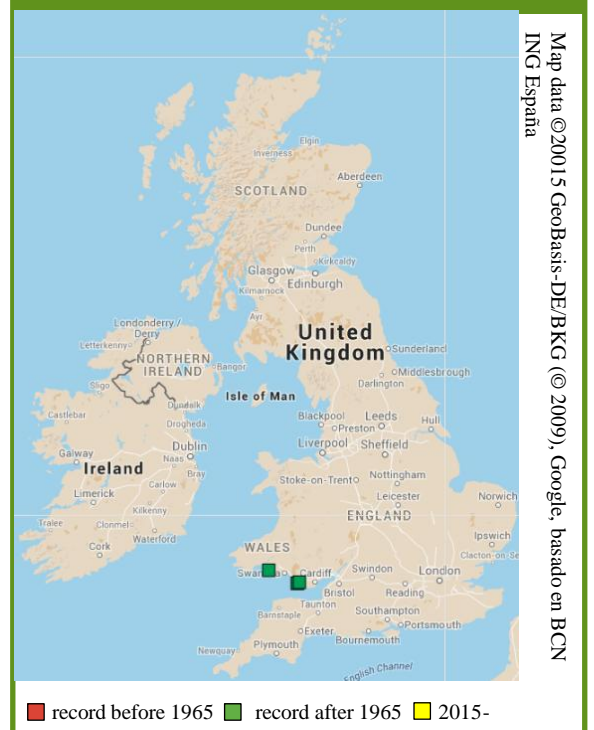 Elgin
Inverness
Aberdeen
SCOTLAND
Dundee
Perth
Kirkcaldy
Glasgow
Edinburgh
Kilmarnock
Ayr
Londonderry /
Derry
United
Kingdom
Letterkenny
Sunderland
NORTHERN
IRELAND
Bangor
Middlesbrough
Sligo
Darlington
Isle of Man
Dundalk
Castlebar
Blackpool
Leeds
Drogheda
Preston
Hull
Dublin
Liverpool
Sheffield
Galway
Naas
Ireland
Bray
Stoke-on-Trent
Nottingham
Carlow
Limerick
Leicester
Norwich
Kilkenny
ENGLAND
Tralee
Clonmel
Waterford
Ipswich
Cork
WALES
Clacton-on-Se
Swan
Cardiff
Swindon
London
Bristol
Reading
Barnstaple
Taunton
Southampton
Exeter
Portsmouth
Bournemouth
Newquay
Plymouth
English Channel
Map data ©20015 GeoBasis-DE/BKG (© 2009), Google, basado en BCN
ING España
record before 1965 record after 1965 2015-